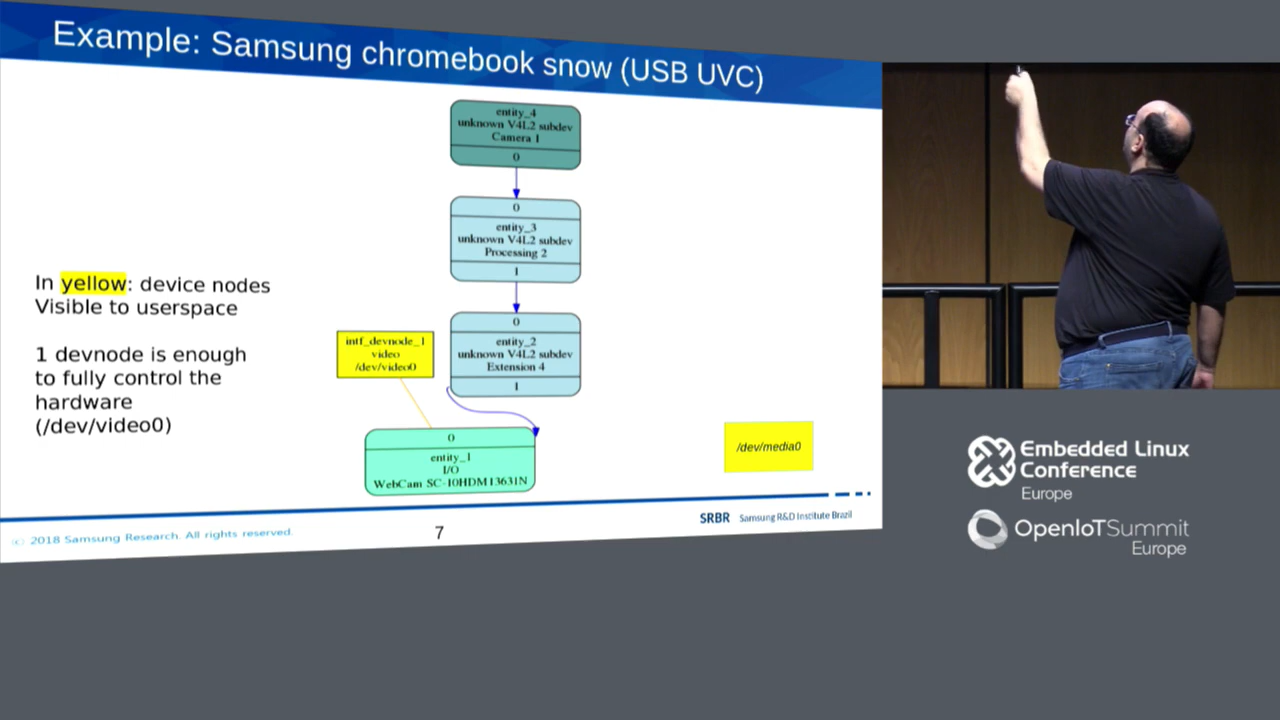 Example: Samsung chromebook snow (USB UVC)
entity_4
unknown V4L2 subdev
Camera 1
0
0
entity_3
unknown V4L2 subdev
Processing 2
1
In yellow: device nodes
Visible to userspace
1 devnode is enough
to fully control the
hardware
(/dev/video0)
intf_devnode_1
video
/dev/video0
0
entity_2
unknown V4L2 subdev
Extension 4
1
0
entity_1
I/O
WebCam SC-10HDM13631N
/dev/media0
© 2018 Samsung Research. All rights reserved.
7
SRBR Samsung R&D Institute Brazil
Embedded Linux
Conference
Europe
OpenIoTSummit
Europe